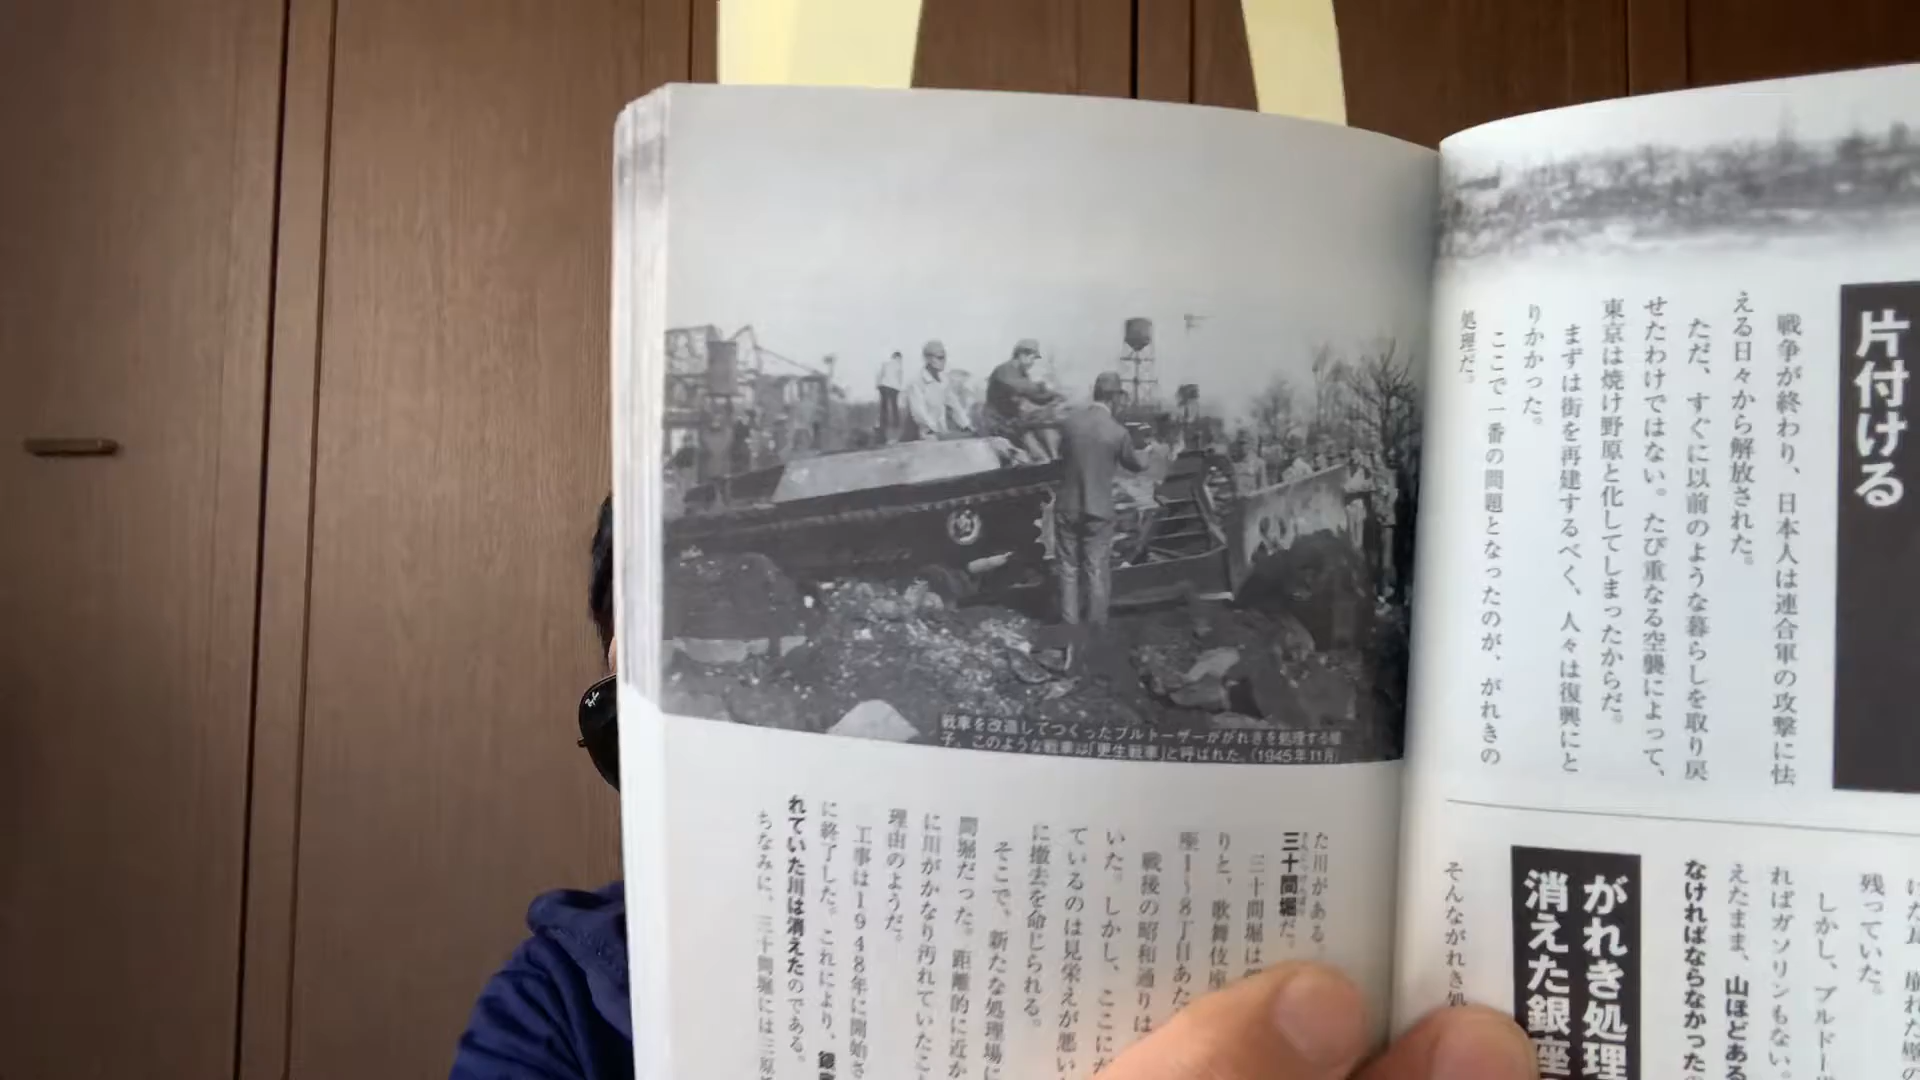 片付ける
戦争が終わり、日本人は連合軍の攻撃に怯
える日々から解放された。
ただ、すぐに以前のような暮らしを取り戻
せたわけではない。たび重なる空襲によって、
東京は焼け野原と化してしまったからだ。
まずは街を再建するべく、人々は復興にと
りかかった。
ここで一番の問題となったのが、がれきの
処理だ。
残っていた。
しかし、ブルドー
ればガソリンもない。
えたまま、山ほどある
なければならなかった
がれき処理
消えた銀座
そんながれき処
戦車を改造してつくったブルドーザーががれきを処理する様
子。このような戦車は「更生戦車」と呼ばれた。(1945年11月)
た川がある。
三十間堀だ。
三十間堀は
りと、歌舞伎座
座1〜8丁目あた
戦後の昭和通りは
いた。しかし、ここにが
ているのは見栄えが悪い
に撤去を命じられる。
そこで、新たな処理場に
間堀だった。距離的に近か
に川がかなり汚れていたこ
理由のようだ。
工事は1948年に開始さ
に終了した。これにより、銀
れていた川は消えたのである。
ちなみに、三十間堀には三原